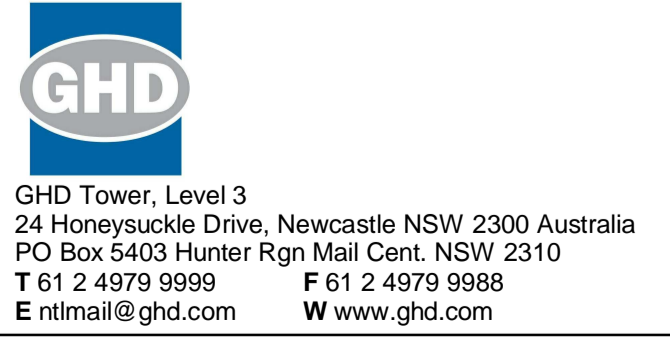 GHD
GHD Tower, Level 3
24 Honeysuckle Drive, Newcastle NSW 2300 Australia
PO Box 5403 Hunter Rgn Mail Cent. NSW 2310
T 61 2 4979 9999 F 61 2 4979 9988
E ntlmail@ghd.com W www.ghd.com